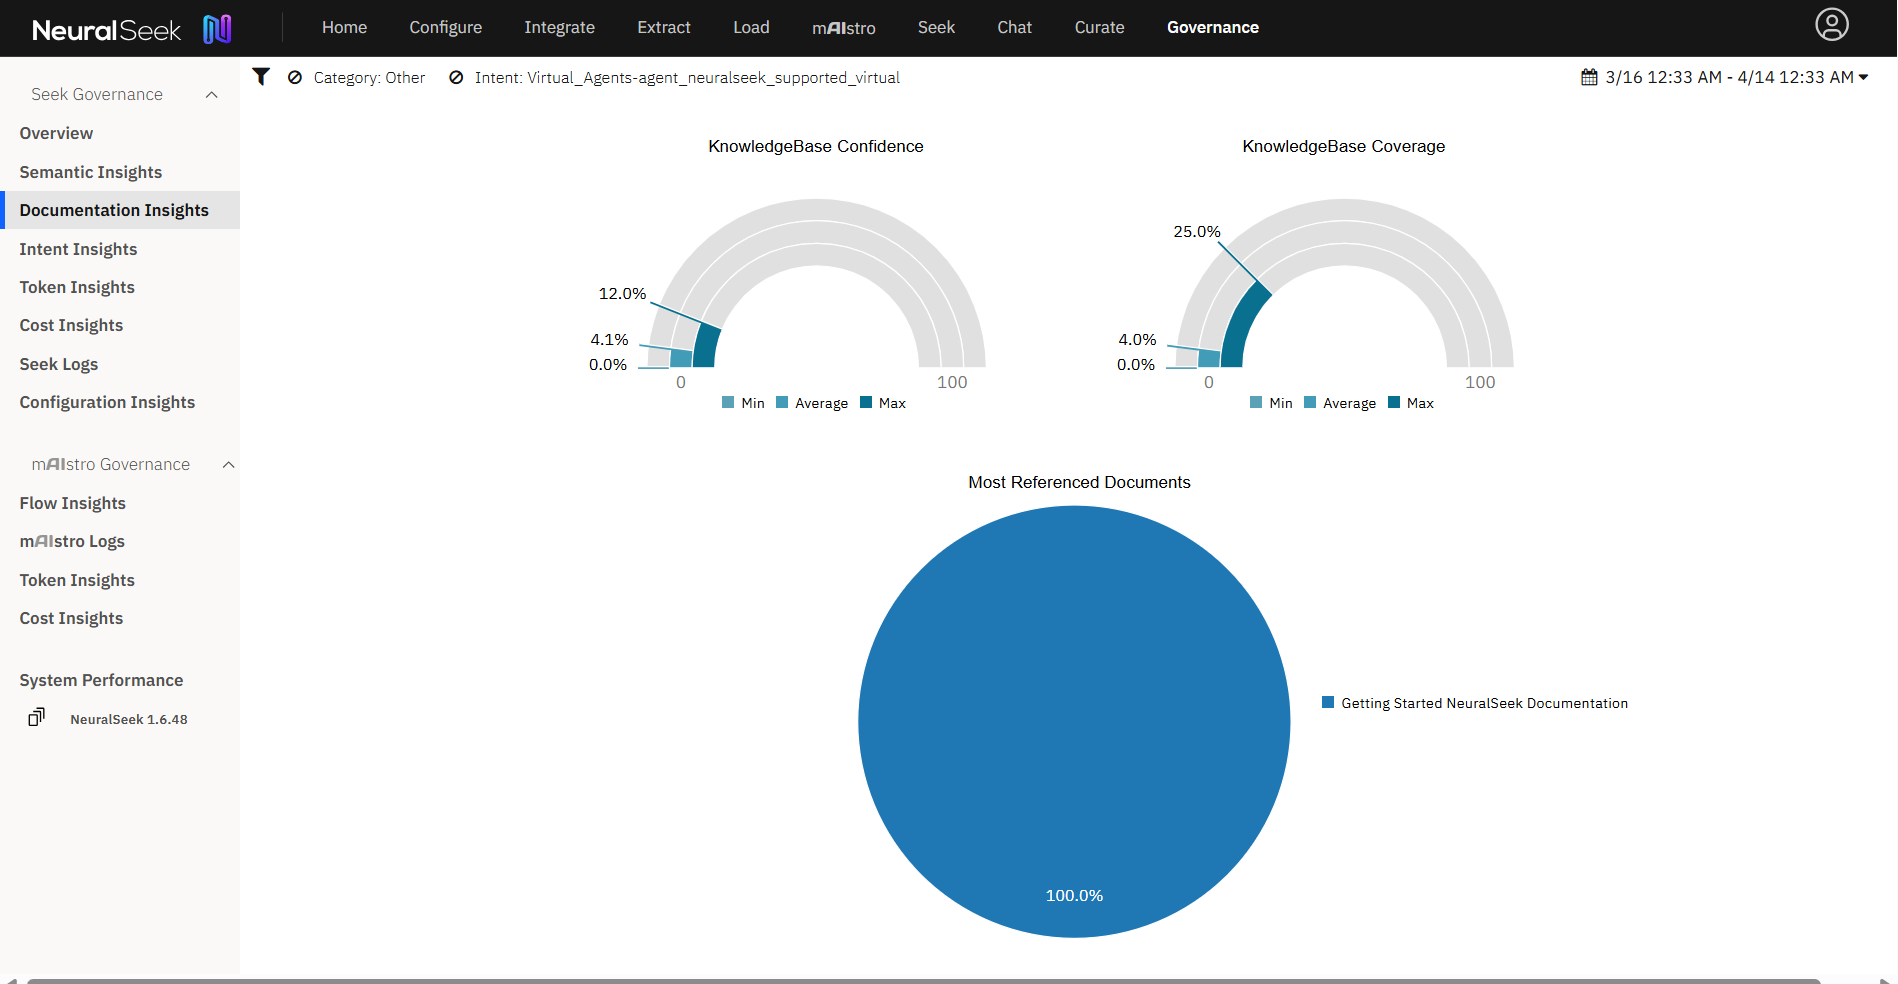 NeuralSeek
Home Configure Integrate Extract Load mAIstro Seek Chat Curate Governance
Category: Other Intent: Virtual_Agents-agent_neuralseek_supported_virtual 3/16 12:33 AM - 4/14 12:33 AM
Seek Governance
Overview
Semantic Insights
Documentation Insights
Intent Insights
Token Insights
Cost Insights
Seek Logs
Configuration Insights
mAIstro Governance
Flow Insights
mAIstro Logs
Token Insights
Cost Insights
System Performance
NeuralSeek 1.6.48
KnowledgeBase Confidence
12.0%
4.1%
0.0%
0 100
Min Average Max
KnowledgeBase Coverage
25.0%
4.0%
0.0%
0 100
Min Average Max
Most Referenced Documents
Getting Started NeuralSeek Documentation
100.0%